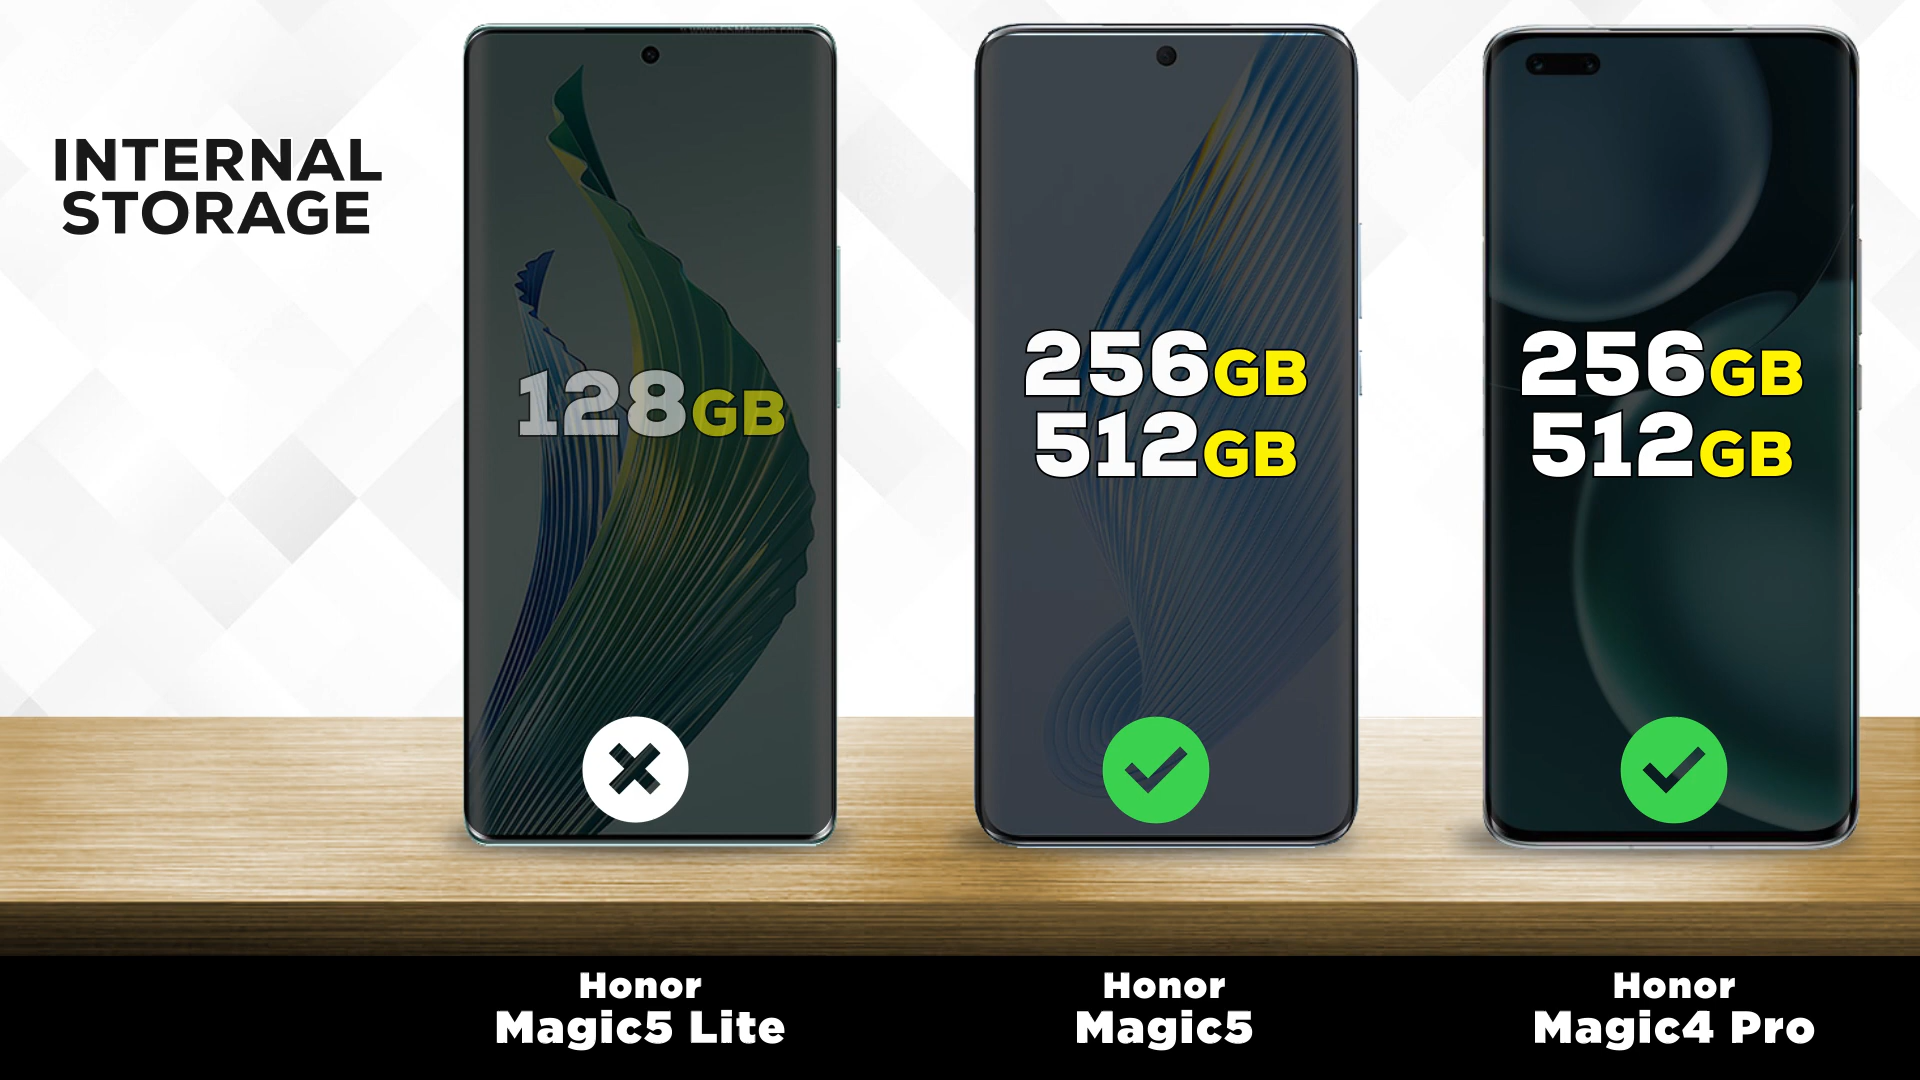 INTERNAL
STORAGE
128GB
256GB
512GB
256GB
512GB
Honor
Magic5 Lite
Honor
Magic5
Honor
Magic4 Pro